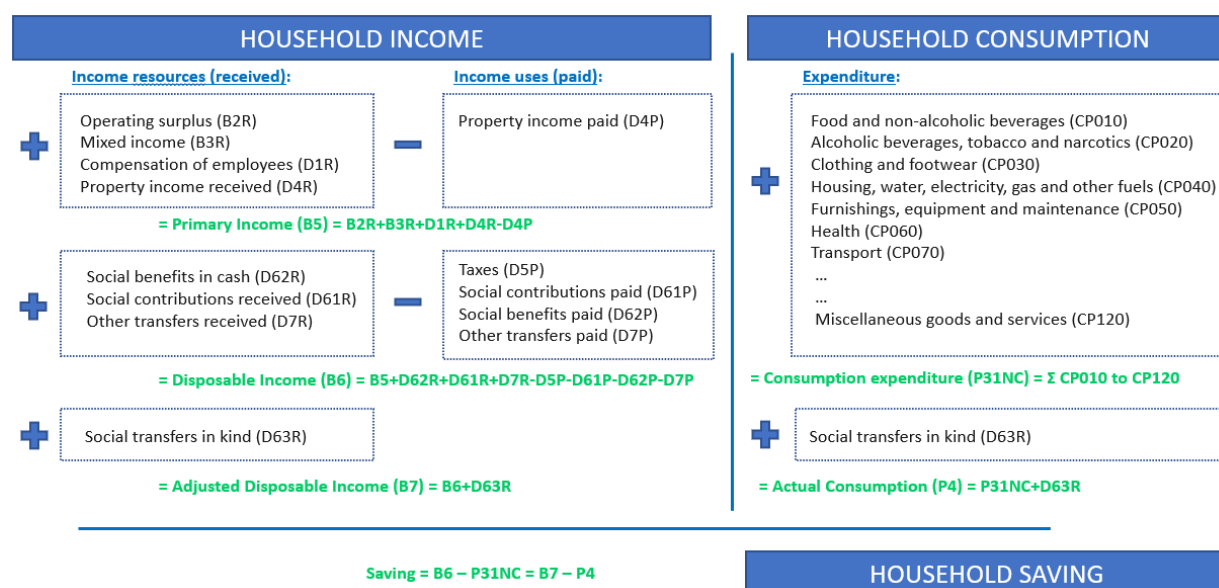 HOUSEHOLD INCOME
Income resources (received):
Income uses (paid):
Operating surplus (B2R)
Mixed income (B3R)
Compensation of employees (D1R)
Property income received (D4R)
Property income paid (D4P)
= Primary Income (B5) = B2R+B3R+D1R+D4R-D4P
Social benefits in cash (D62R)
Social contributions received (D61R)
Other transfers received (D7R)
Taxes (D5P)
Social contributions paid (D61P)
Social benefits paid (D62P)
Other transfers paid (D7P)
= Disposable Income (B6) = B5+D62R+D61R+D7R-D5P-D61P-D62P-D7P
Social transfers in kind (D63R)
= Adjusted Disposable Income (B7) = B6+D63R
HOUSEHOLD CONSUMPTION
Expenditure:
Food and non-alcoholic beverages (CP010)
Alcoholic beverages, tobacco and narcotics (CP020)
Clothing and footwear (CP030)
Housing, water, electricity, gas and other fuels (CP040)
Furnishings, equipment and maintenance (CP050)
Health (CP060)
Transport (CP070)
...
...
Miscellaneous goods and services (CP120)
= Consumption expenditure (P31NC) = Σ CP010 to CP120
Social transfers in kind (D63R)
= Actual Consumption (P4) = P31NC+D63R
Saving = B6 – P31NC = B7 – P4
HOUSEHOLD SAVING